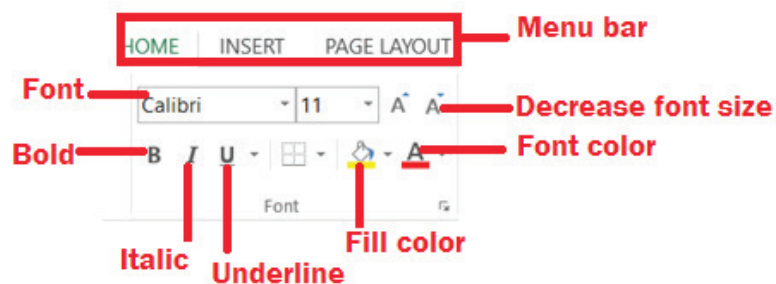 Menu bar
HOME INSERT PAGE LAYOUT
Font
Calibri 11 A A
Decrease font size
Bold
B I U A
Font color
Font
Italic
Fill color
Underline